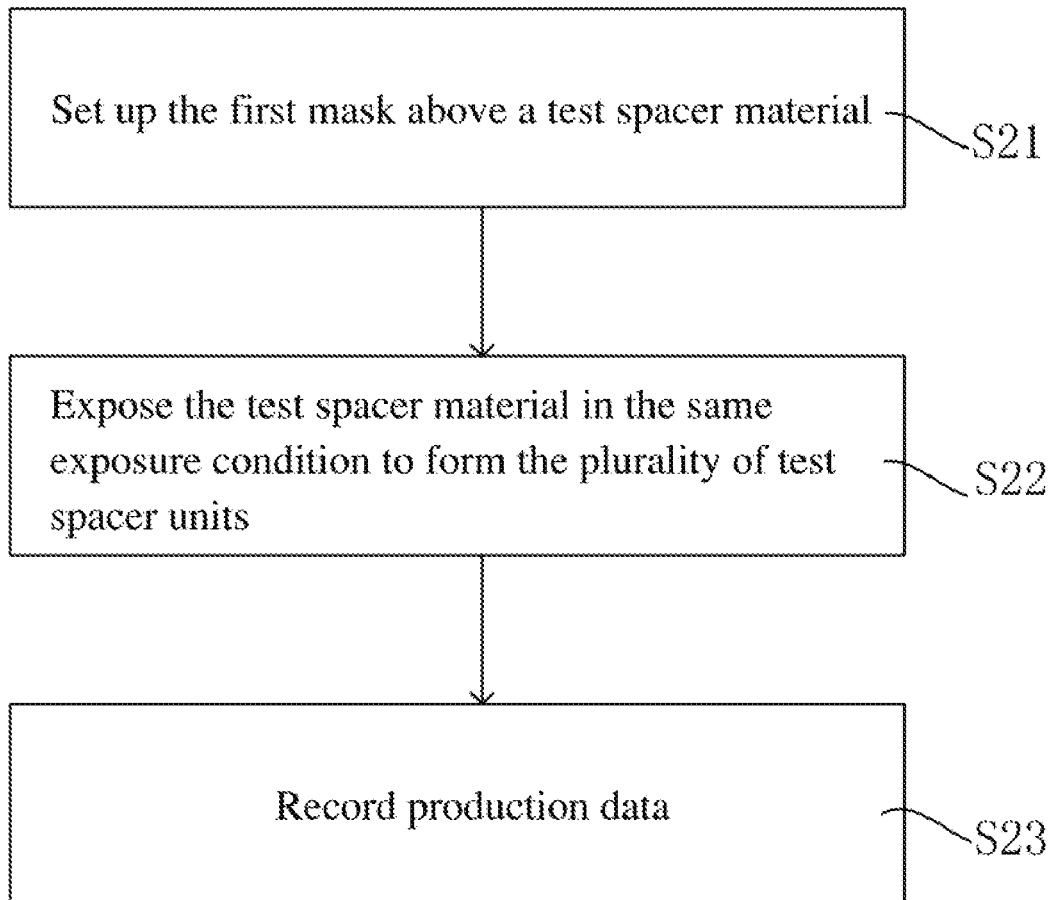 Set up the first mask above a test spacer material
S21
Expose the test spacer material in the same
exposure condition to form the plurality of test
spacer units
S22
Record production data
S23